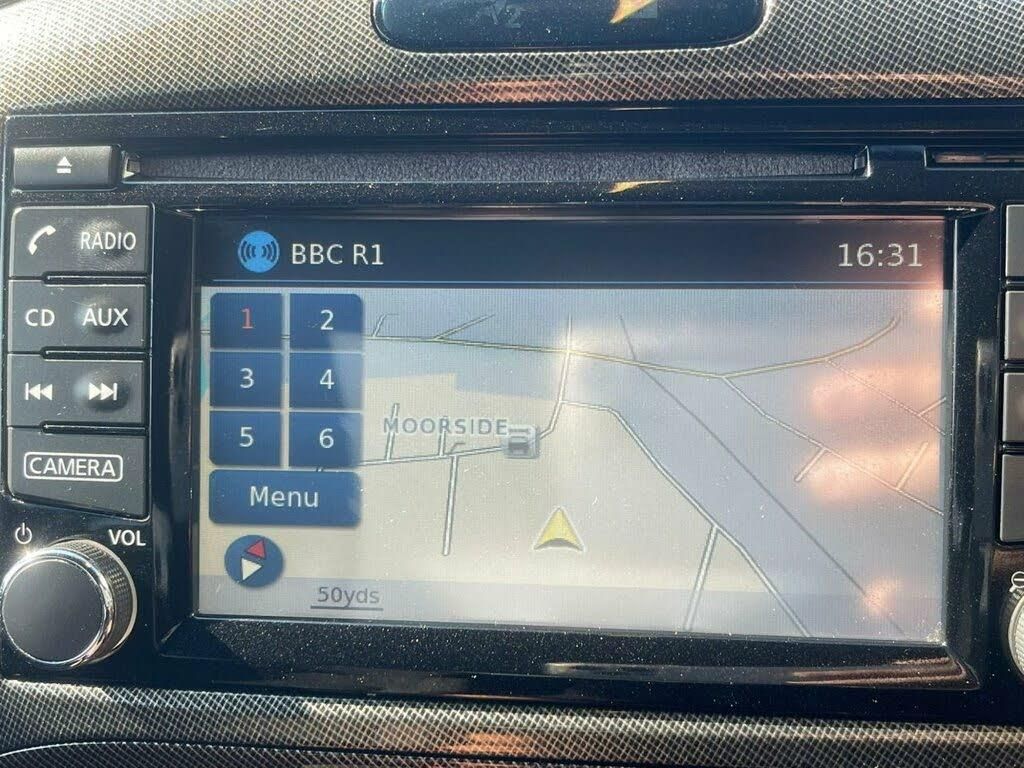 RADIO
CD AUX
CAMERA
VOL
BBC R1 16:31
1 2
3 4
5 6
Menu
MOORSIDE
50yds